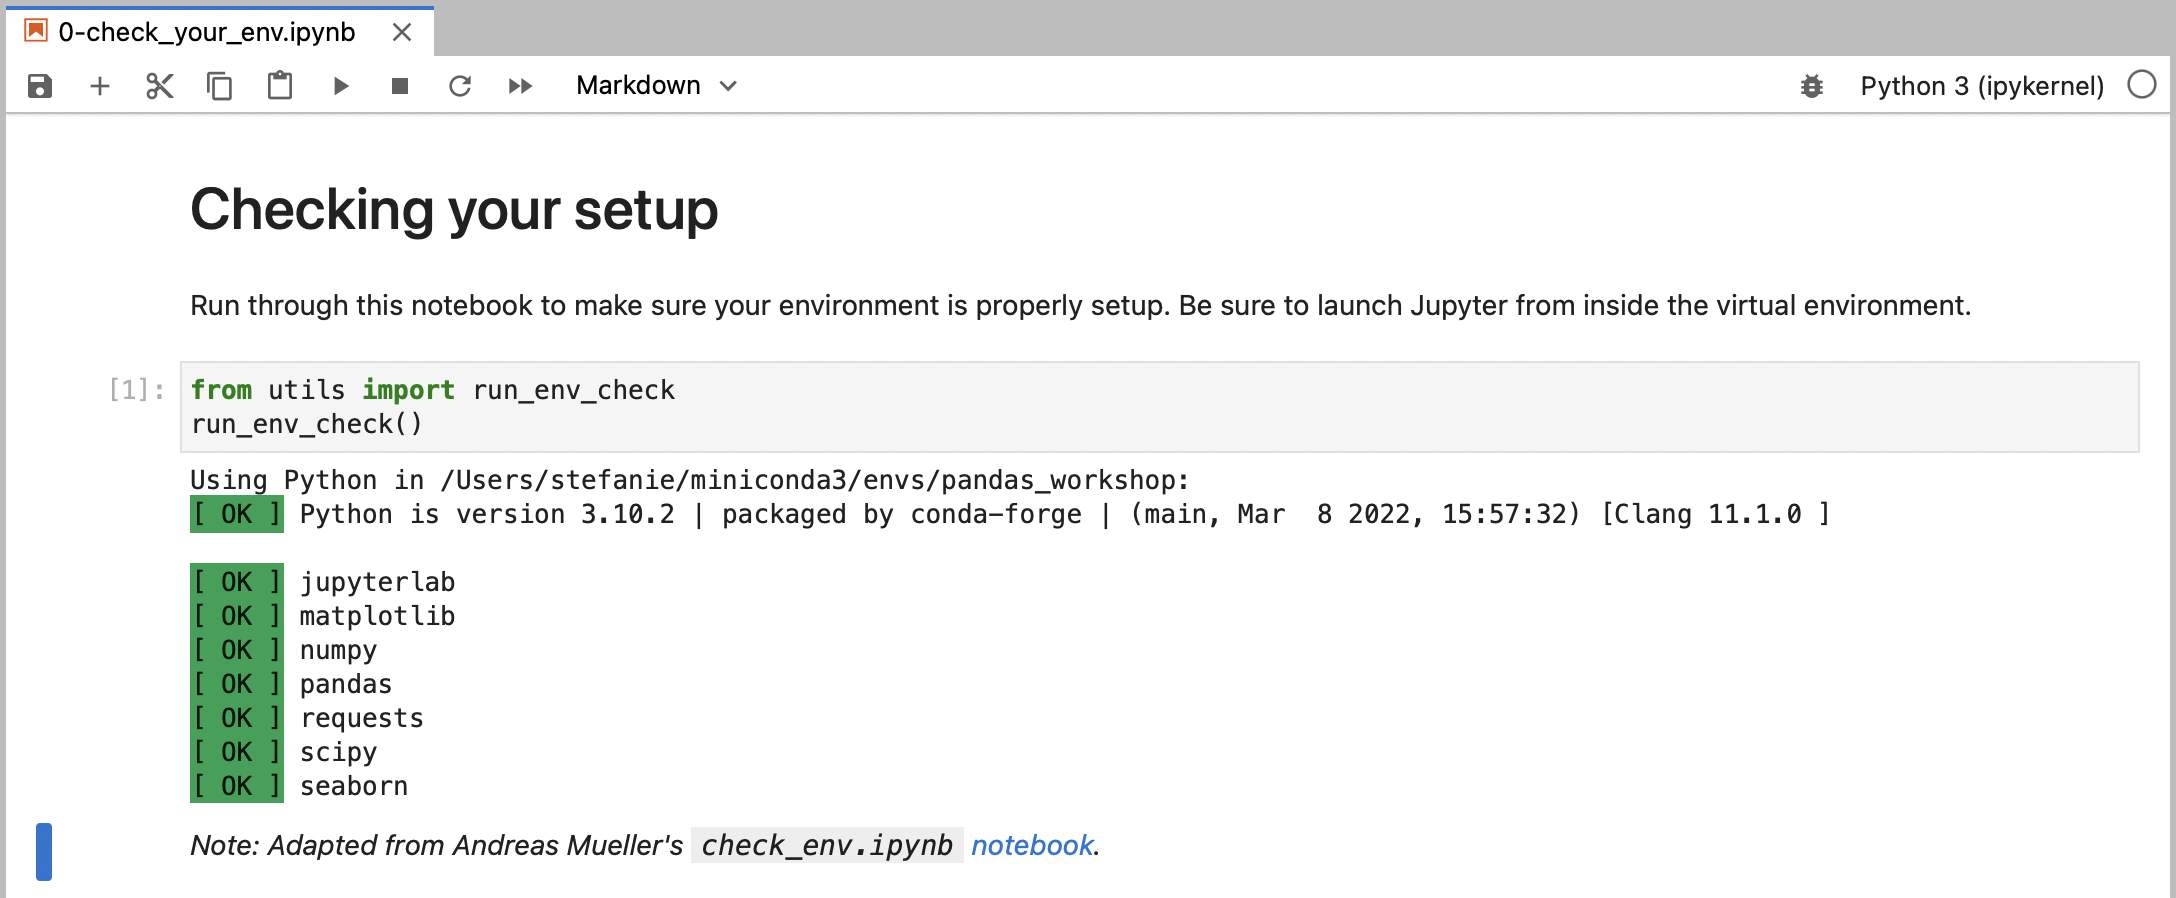 0-check_your_env.ipynb
Markdown
Python 3 (ipykernel)
Checking your setup
Run through this notebook to make sure your environment is properly setup. Be sure to launch Jupyter from inside the virtual environment.
[1]:
from utils import run_env_check
run_env_check()
Using Python in /Users/stefanie/miniconda3/envs/pandas_workshop:
[ OK ] Python is version 3.10.2 | packaged by conda-forge | (main, Mar  8 2022, 15:57:32) [Clang 11.1.0 ]
[ OK ] jupyterlab
[ OK ] matplotlib
[ OK ] numpy
[ OK ] pandas
[ OK ] requests
[ OK ] scipy
[ OK ] seaborn
Note: Adapted from Andreas Mueller's check_env.ipynb notebook.